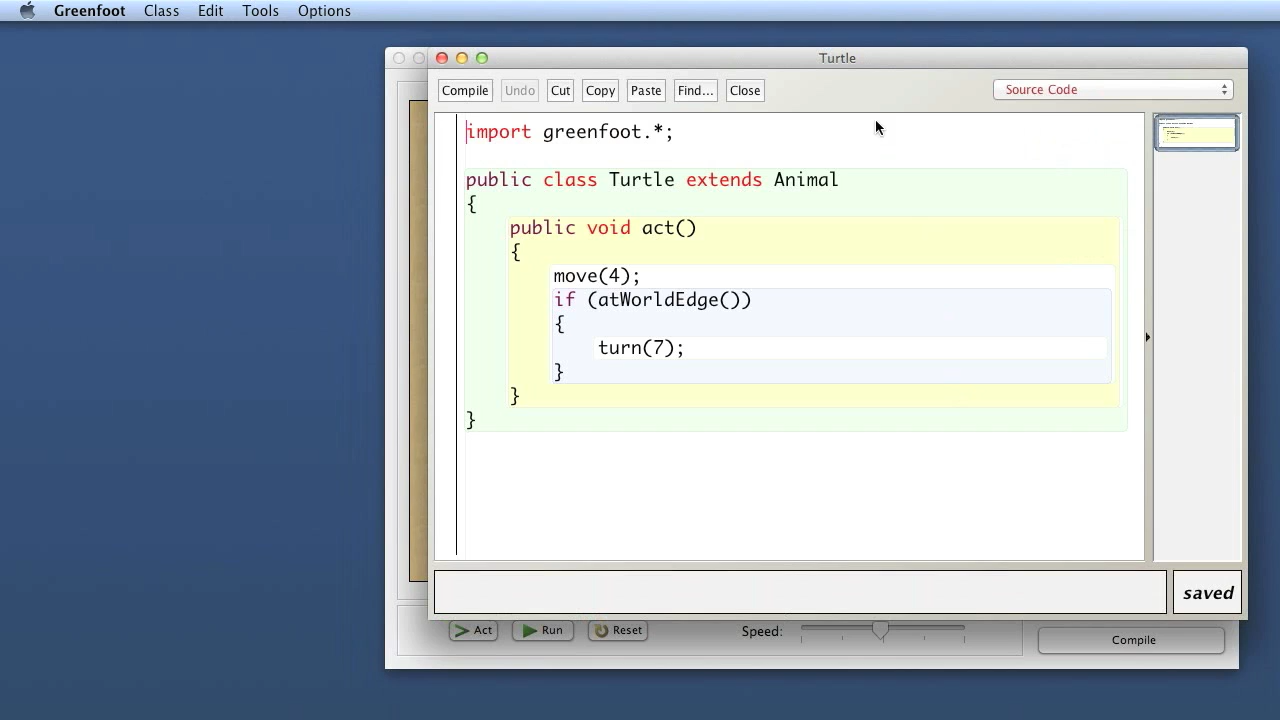 Greenfoot Class Edit Tools Options
Turtle
Compile Undo Cut Copy Paste Find... Close Source Code
import greenfoot.*;
public class Turtle extends Animal
{
public void act()
{
move(4);
if (atWorldEdge())
{
turn(7);
}
}
}
saved
Act Run Reset Speed: Compile